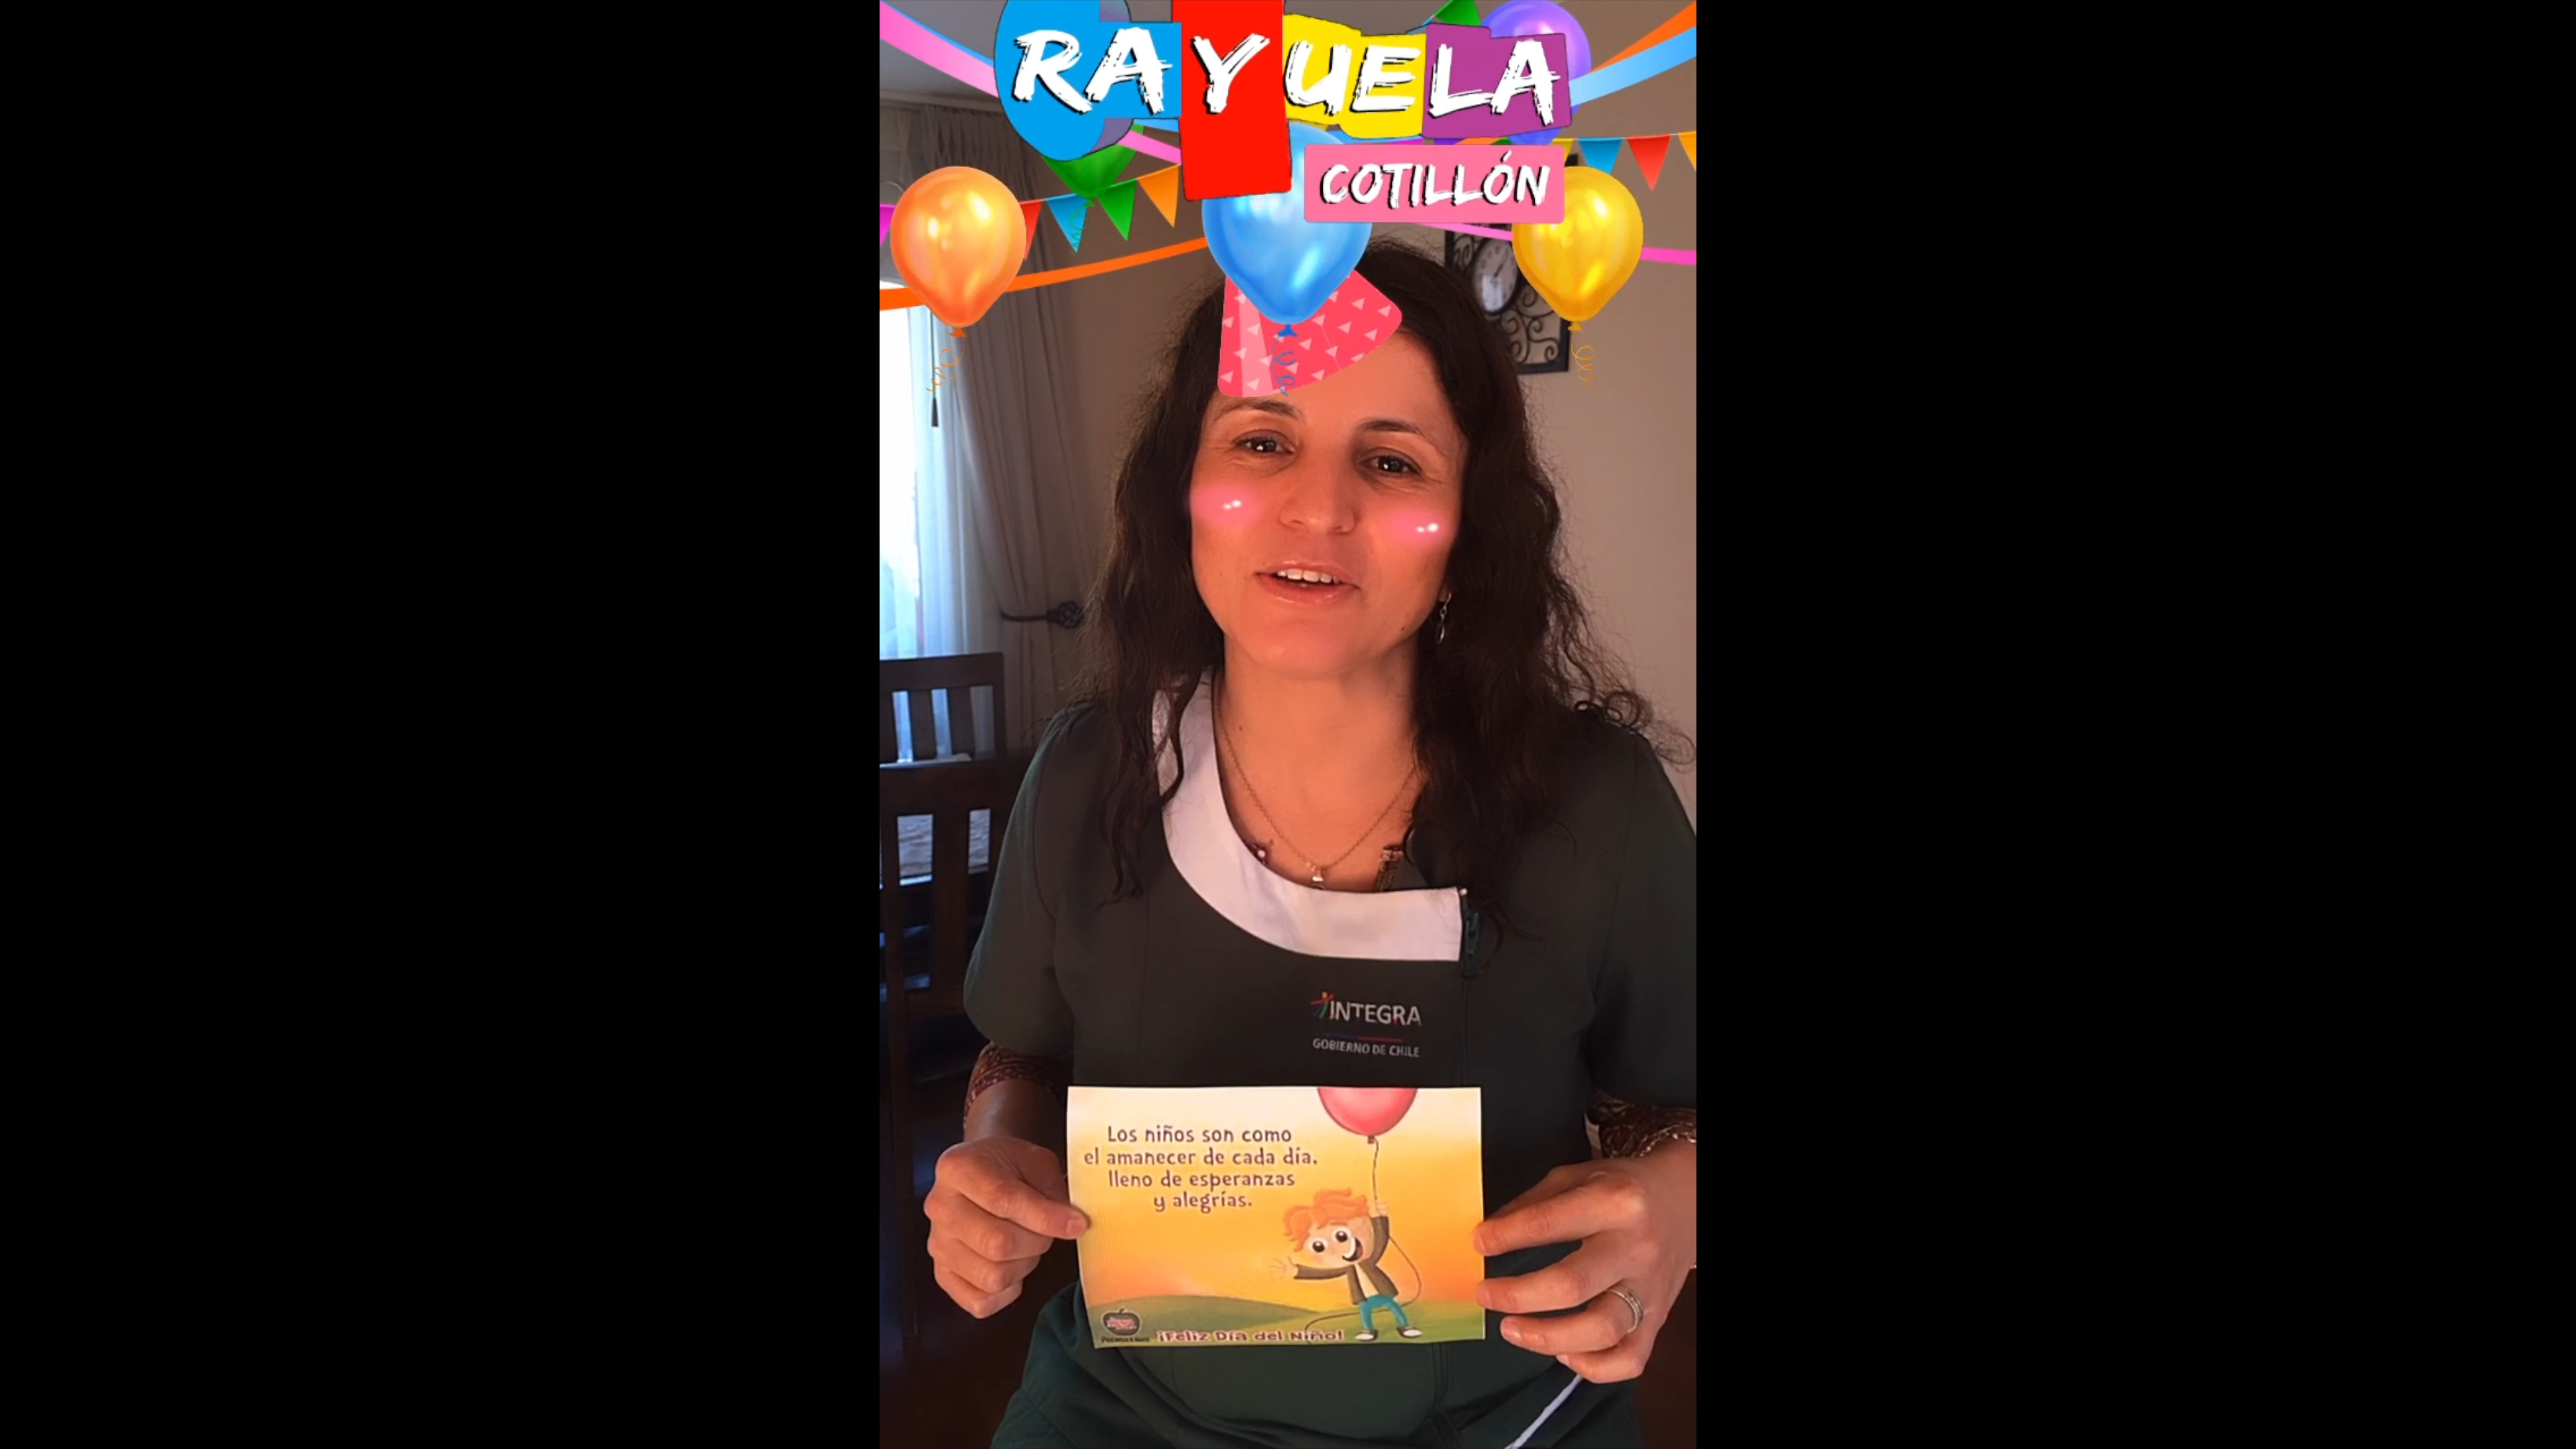 RAYUELA
COTILLÓN
INTEGRA
GOBIERNO DE CHILE
Los niños son como
el amanecer de cada día,
lleno de esperanzas
y alegrías.
¡Feliz Día del Niño!